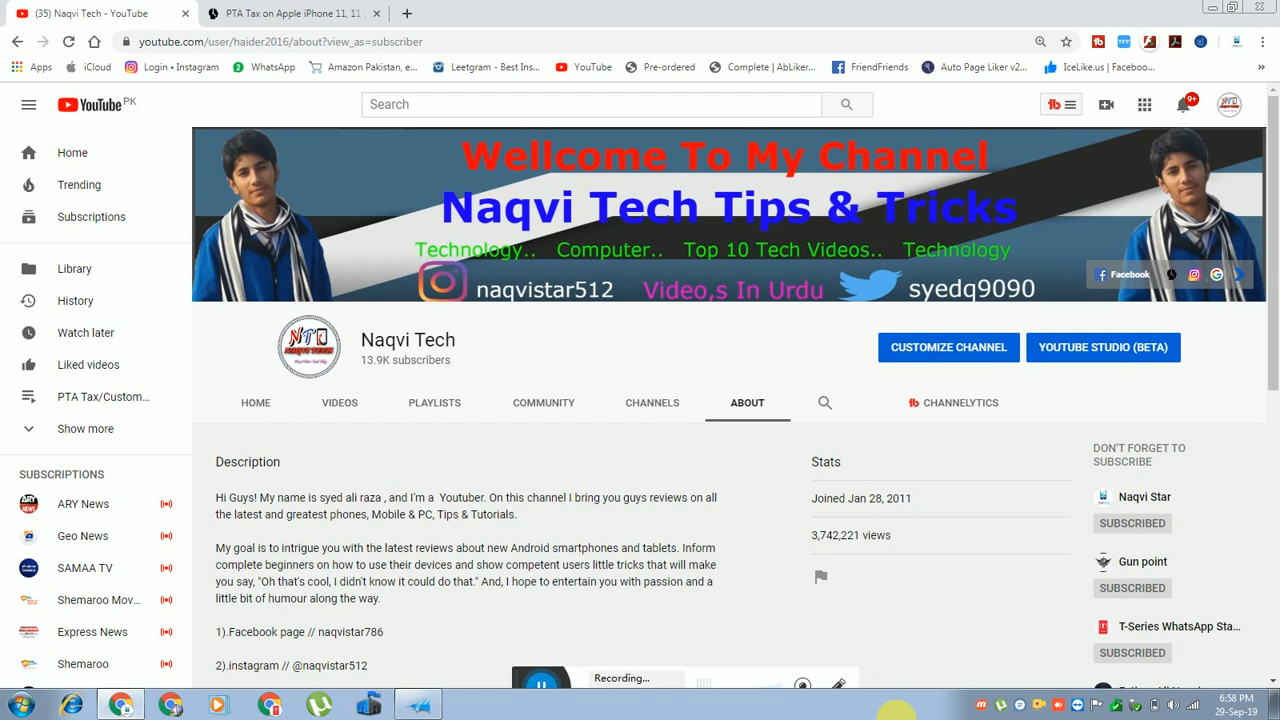 (35) Naqvi Tech - YouTube
PTA Tax on Apple iPhone 11, 11
youtube.com/user/haider2016/about?view_as=subscriber
Apps
iCloud
Login • Instagram
2
WhatsApp
Amazon Pakistan, e...
Leetgram - Best Ins...
YouTube
Pre-ordered
Complete | AbLiker...
FriendFriends
Auto Page Liker v2...
IceLike.us | Faceboo...
YouTube PK
Search
9+
Home
Trending
Subscriptions
Library
History
Watch later
Liked videos
PTA Tax/Custom...
Show more
SUBSCRIPTIONS
ARY News
Geo News
SAMAA TV
Shemaroo Mov...
Express News
Shemaroo
Wellcome To My Channel
Naqvi Tech Tips & Tricks
Technology.. Computer.. Top 10 Tech Videos.. Technology
naqvistar512 Video,s In Urdu syedq9090
Facebook
NAQVI TECH
Naqvi Tech
13.9K subscribers
CUSTOMIZE CHANNEL
YOUTUBE STUDIO (BETA)
HOME
VIDEOS
PLAYLISTS
COMMUNITY
CHANNELS
ABOUT
CHANNELYTICS
Description
Hi Guys! My name is syed ali raza , and I'm a Youtuber. On this channel I bring you guys reviews on all
the latest and greatest phones, Mobile & PC, Tips & Tutorials.
My goal is to intrigue you with the latest reviews about new Android smartphones and tablets. Inform
complete beginners on how to use their devices and show competent users little tricks that will make
you say, "Oh that's cool, I didn't know it could do that." And, I hope to entertain you with passion and a
little bit of humour along the way.
1).Facebook page // naqvistar786
2).instagram // @naqvistar512
Stats
Joined Jan 28, 2011
3,742,221 views
DON'T FORGET TO
SUBSCRIBE
Naqvi Star
SUBSCRIBED
Gun point
SUBSCRIBED
T-Series WhatsApp Sta...
SUBSCRIBED
Recording...
6:58 PM
29-Sep-19